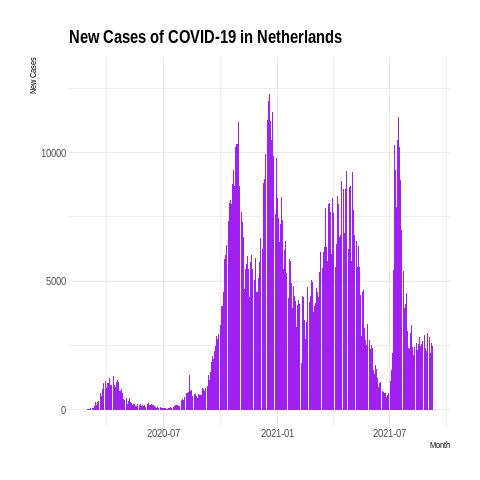 New Cases of COVID-19 in Netherlands
New Cases
10000
5000
0
2020-07
2021-01
2021-07
Month